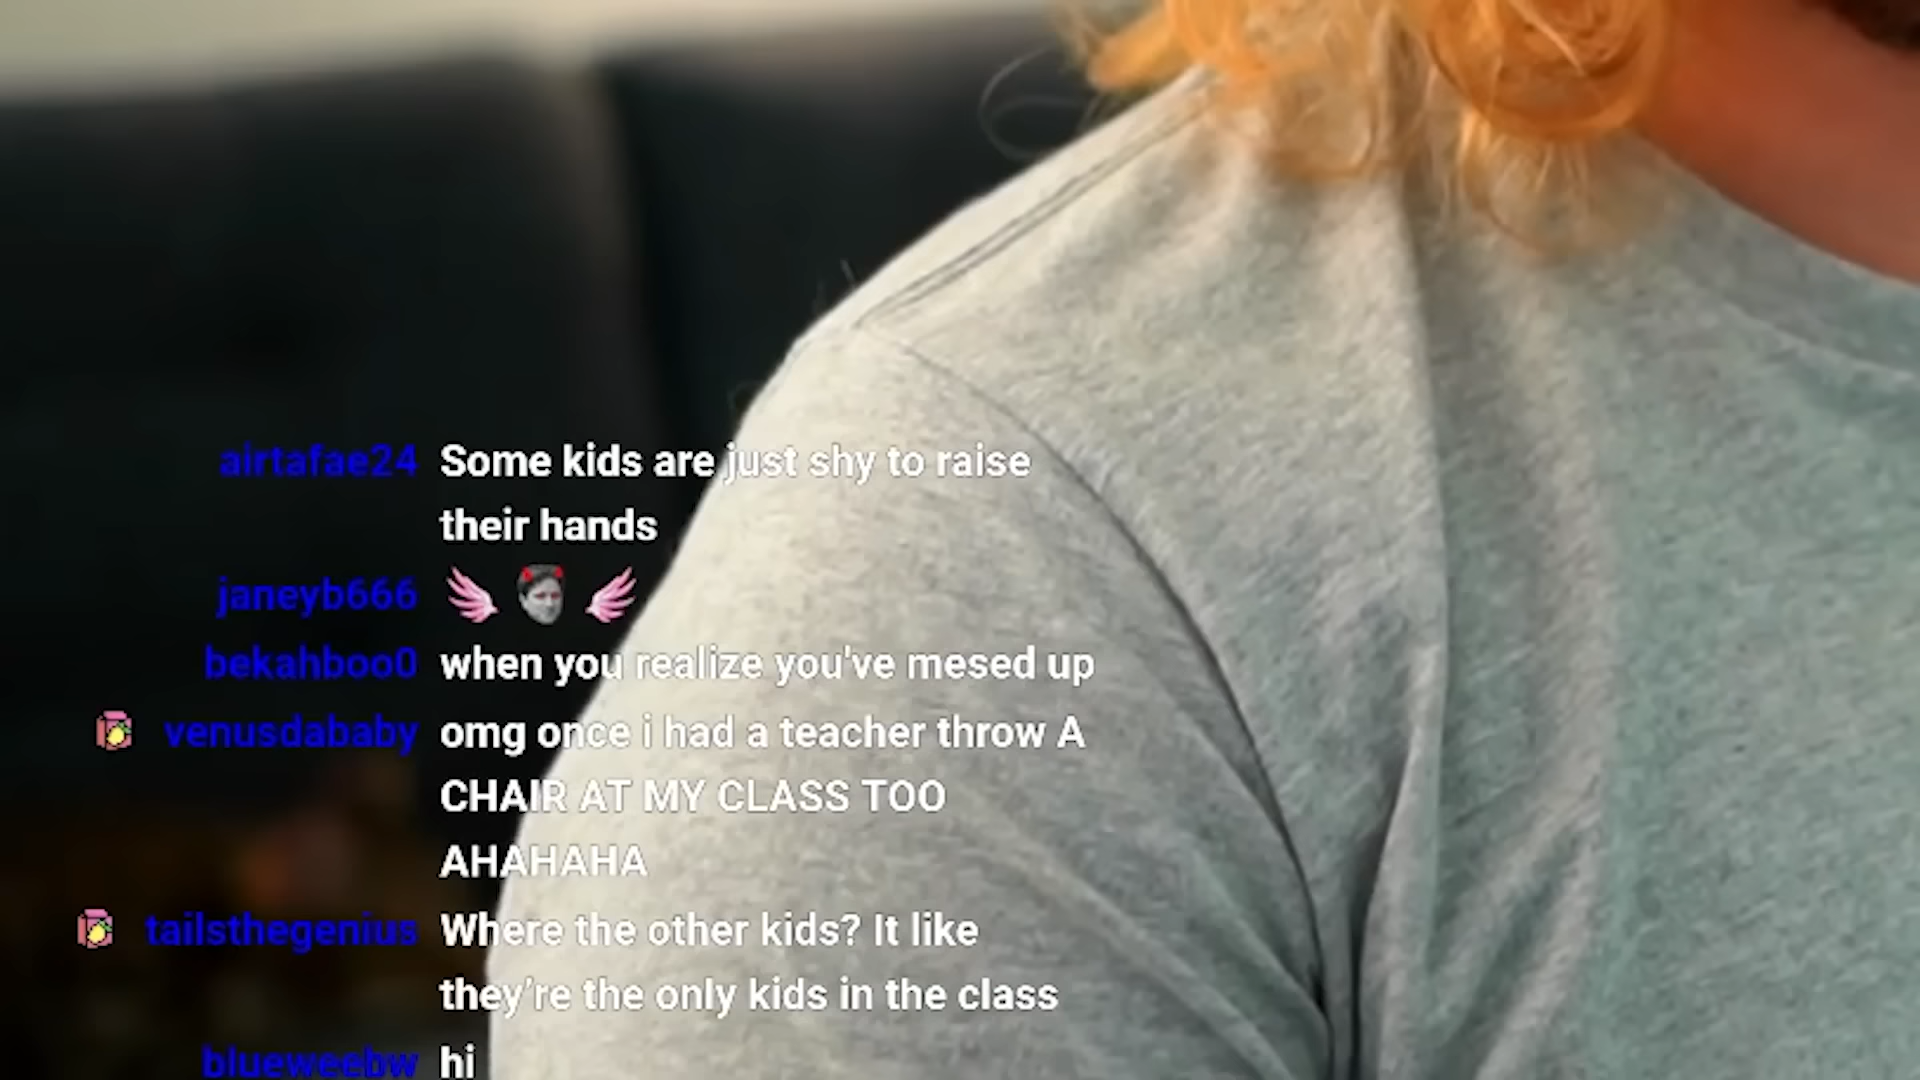 airtafae24 Some kids are just shy to raise
their hands
janeyb666
bekahboo0 when you realize you've mesed up
venusdababy omg once i had a teacher throw A
CHAIR AT MY CLASS TOO
AHAHAHA
tailsthegenius Where the other kids? It like
they're the only kids in the class
blueweebw hi